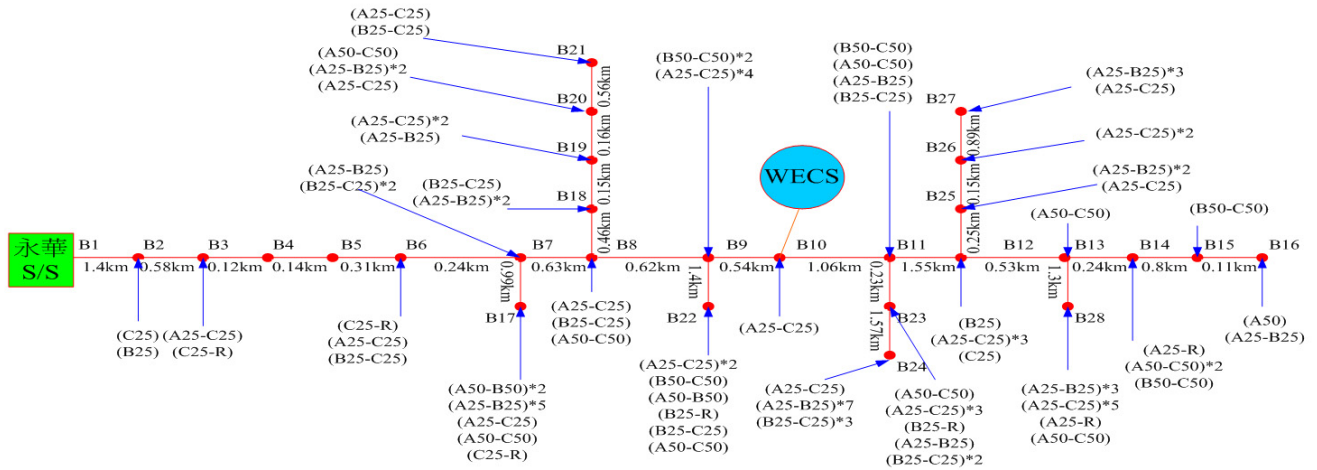 (A25-C25)
(B25-C25)
(A50-C50)
(A25-B25)*2
(A25-C25)
B21
0.56km
B20
0.16km
(A25-C25)*2
(A25-B25)
B19
0.15km
(A25-B25)
(B25-C25)*2
(B25-C25)
(A25-B25)*2
B18
0.46km
(B50-C50)*2
(A25-C25)*4
WECS
(B50-C50)
(A50-C50)
(A25-B25)
(B25-C25)
(A25-B25)*3
(A25-C25)
B27
0.89km
(A25-C25)*2
B26
0.15km
(A25-B25)*2
(A25-C25)
B25
0.25km
(A50-C50)
(B50-C50)
永華
S/S
B1
B2
B3
B4
B5
B6
B7
B8
B9
B10
B11
B12
B13
B14
B15
B16
1.4km
0.58km
0.12km
0.14km
0.31km
0.24km
0.63km
0.62km
0.54km
1.06km
1.55km
0.53km
0.24km
0.8km
0.111km
0.99km
B17
1.4km
B22
0.23km
B23
1.57km
B24
1.3km
B28
(C25)
(B25)
(A25-C25)
(C25-R)
(C25-R)
(A25-C25)
(B25-C25)
(A50-B50)*2
(A25-B25)*5
(A25-C25)
(A50-C50)
(C25-R)
(A25-C25)
(B25-C25)
(A50-C50)
(A25-C25)*2
(B50-C50)
(A50-B50)
(B25-R)
(B25-C25)
(A50-C50)
(A25-C25)
(A25-C25)
(A25-B25)*7
(B25-C25)*3
(A50-C50)
(A25-C25)*3
(B25-R)
(A25-B25)
(B25-C25)*2
(B25)
(A25-C25)*3
(C25)
(A25-B25)*3
(A25-C25)*5
(A25-R)
(A50-C50)
(A25-R)
(A50-C50)*2
(B50-C50)
(A50)
(A25-B25)